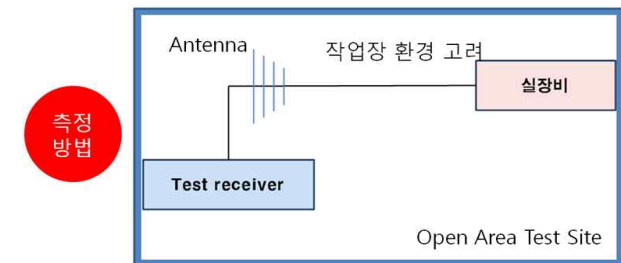 측정
방법
Antenna
작업장 환경 고려
실장비
Test receiver
Open Area Test Site